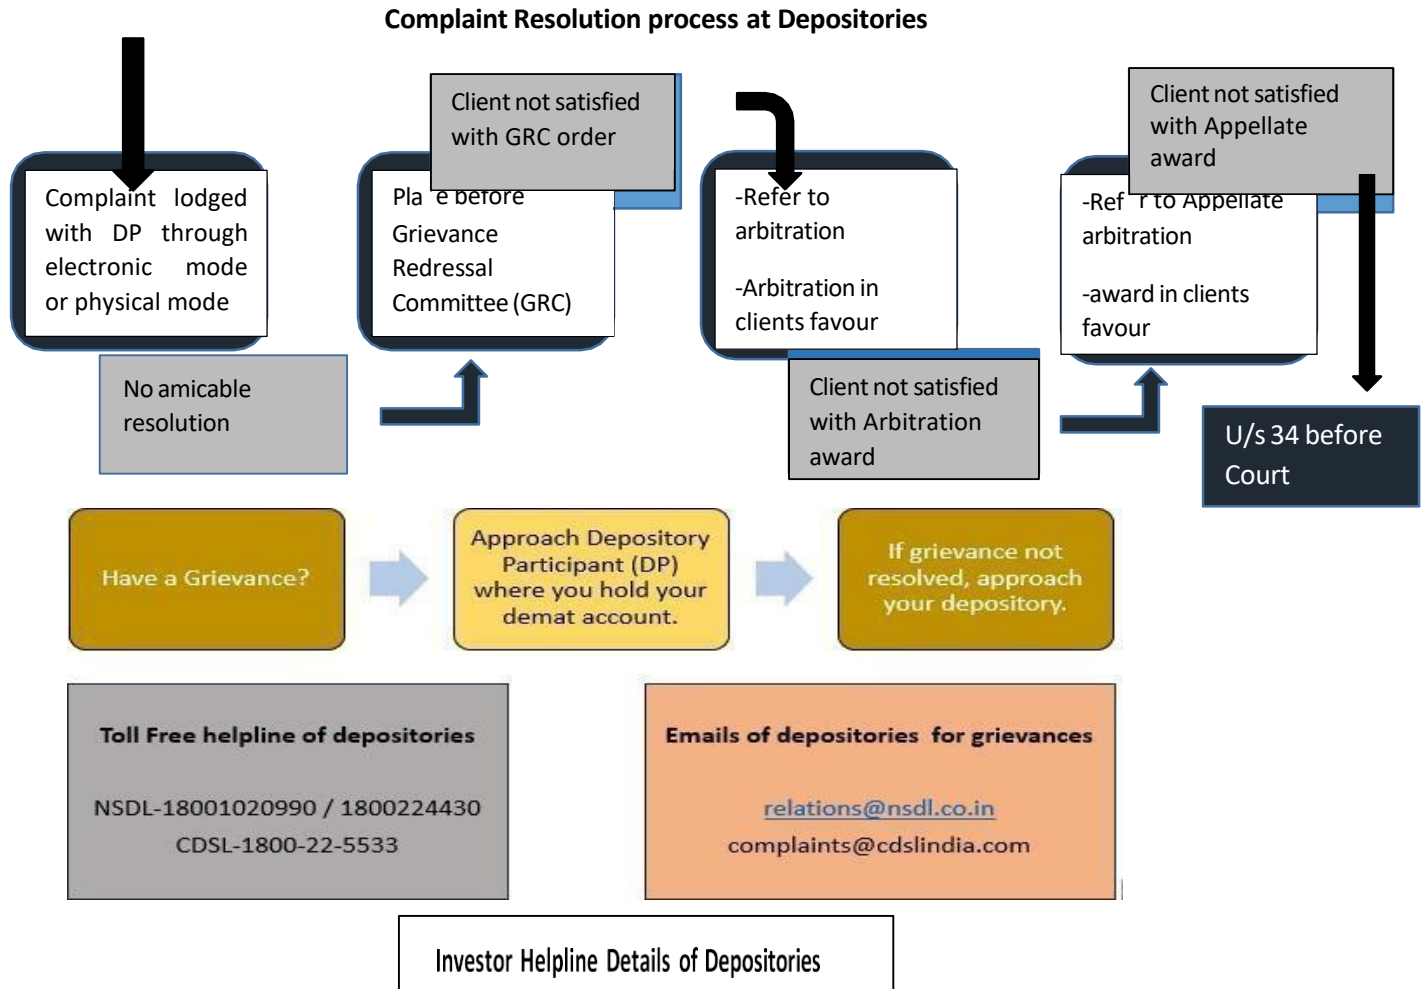 Complaint Resolution process at Depositories
Complaint lodged
with DP through
electronic mode
or physical mode
No amicable
resolution
Pla e before
Grievance
Redressal
Committee (GRC)
Client not satisfied
with GRC order
-Refer to
arbitration
-Arbitration in
clients favour
Client not satisfied
with Arbitration
award
-Ref r to Appellate
arbitration
-award in clients
favour
Client not satisfied
with Appellate
award
U/s 34 before
Court
Have a Grievance?
Approach Depository
Participant (DP)
where you hold your
demat account.
If grievance not
resolved, approach
your depository.
Toll Free helpline of depositories
NSDL-18001020990 / 1800224430
CDSL-1800-22-5533
Emails of depositories for grievances
relations@nsdl.co.in
complaints@cdslindia.com
Investor Helpline Details of Depositories